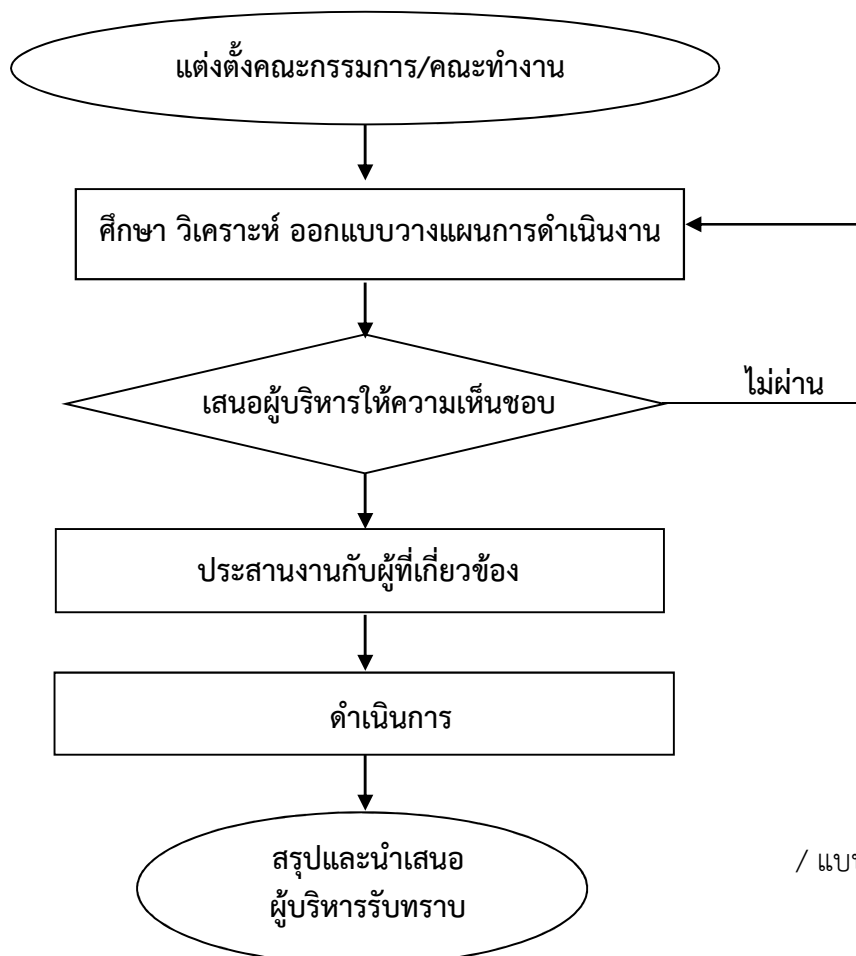 แต่งตั้งคณะกรรมการ/คณะทำงาน
ศึกษา วิเคราะห์ ออกแบบวางแผนการดำเนินงาน
เสนอผู้บริหารให้ความเห็นชอบ
ไม่ผ่าน
ประสานงานกับผู้ที่เกี่ยวข้อง
ดำเนินการ
สรุปและนำเสนอ
ผู้บริหารรับทราบ
/